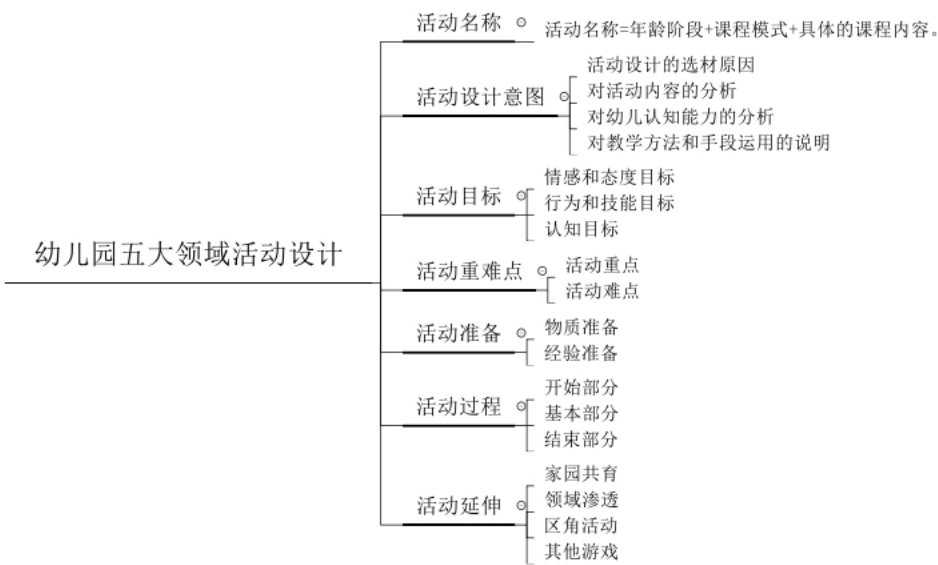 幼儿园五大领域活动设计
活动名称
活动名称=年龄阶段+课程模式+具体的课程内容。
活动设计意图
活动设计的选材原因
对活动内容的分析
对幼儿认知能力的分析
对教学方法和手段运用的说明
活动目标
情感和态度目标
行为和技能目标
认知目标
活动重难点
活动重点
活动难点
活动准备
物质准备
经验准备
活动过程
开始部分
基本部分
结束部分
活动延伸
家园共育
领域渗透
区角活动
其他游戏